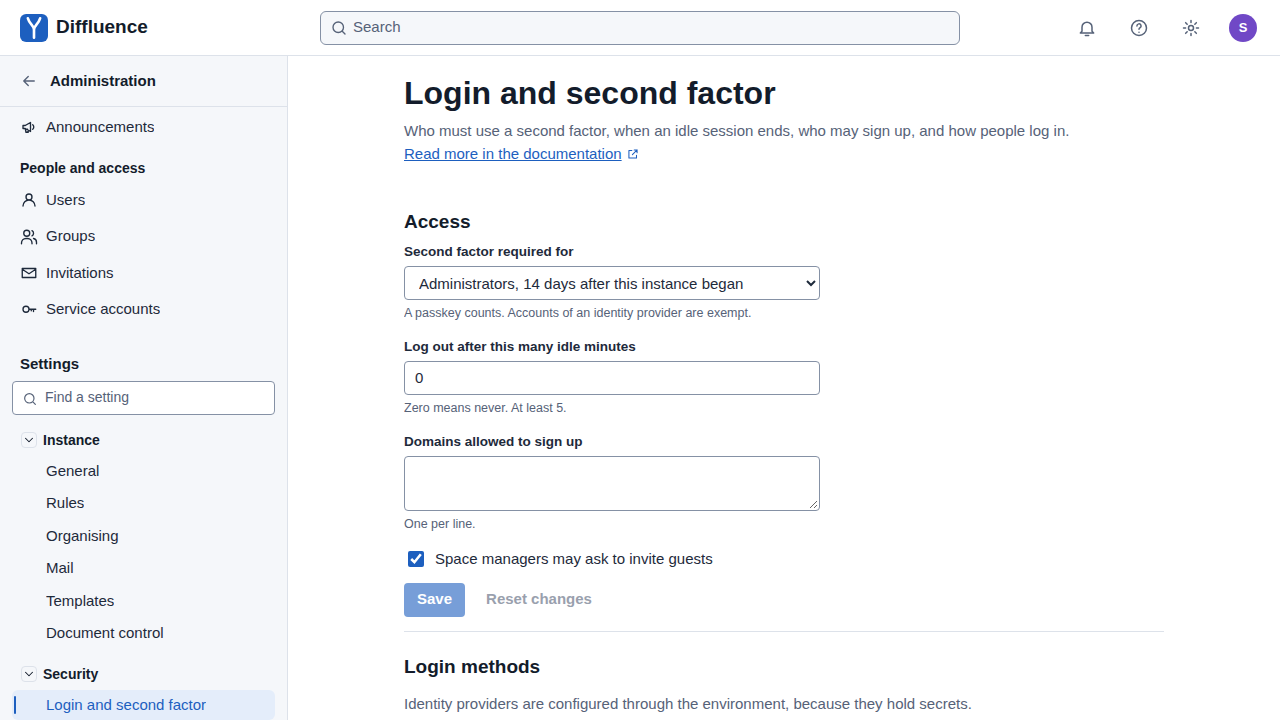 Diffluence
Search
S
Administration
Announcements
People and access
Users
Groups
Invitations
Service accounts
Settings
Find a setting
Instance
General
Rules
Organising
Mail
Templates
Document control
Security
Login and second factor
Login and second factor
Who must use a second factor, when an idle session ends, who may sign up, and how people log in.
Read more in the documentation
Access
Second factor required for
Administrators, 14 days after this instance began
A passkey counts. Accounts of an identity provider are exempt.
Log out after this many idle minutes
0
Zero means never. At least 5.
Domains allowed to sign up
One per line.
Space managers may ask to invite guests
Save
Reset changes
Login methods
Identity providers are configured through the environment, because they hold secrets.